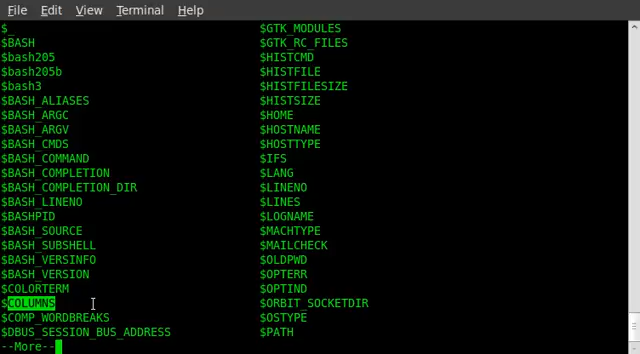 File Edit View Terminal Help
$_ $GTK_MODULES
$BASH $GTK_RC_FILES
$bash205 $HISTCMD
$bash205b $HISTFILE
$bash3 $HISTFILESIZE
$BASH_ALIASES $HISTSIZE
$BASH_ARGC $HOME
$BASH_ARGV $HOSTNAME
$BASH_CMDS $HOSTTYPE
$BASH_COMMAND $IFS
$BASH_COMPLETION $LANG
$BASH_COMPLETION_DIR $LINENO
$BASH_LINENO $LINES
$BASHPID $LOGNAME
$BASH_SOURCE $MACHTYPE
$BASH_SUBSHELL $MAILCHECK
$BASH_VERSINFO $OLDPWD
$BASH_VERSION $OPTERR
$COLORTERM $OPTIND
$COLUMNS $ORBIT_SOCKETDIR
$COMP_WORDBREAKS $OSTYPE
$DBUS_SESSION_BUS_ADDRESS $PATH
--More--